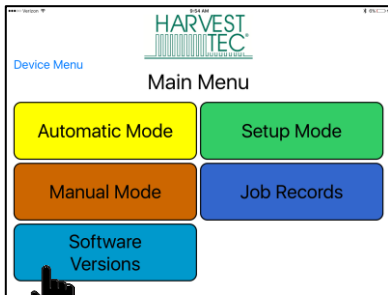 Verizon
9:54 AM
HARVEST
TEC
Device Menu
Main Menu
Automatic Mode
Setup Mode
Manual Mode
Job Records
Software
Versions